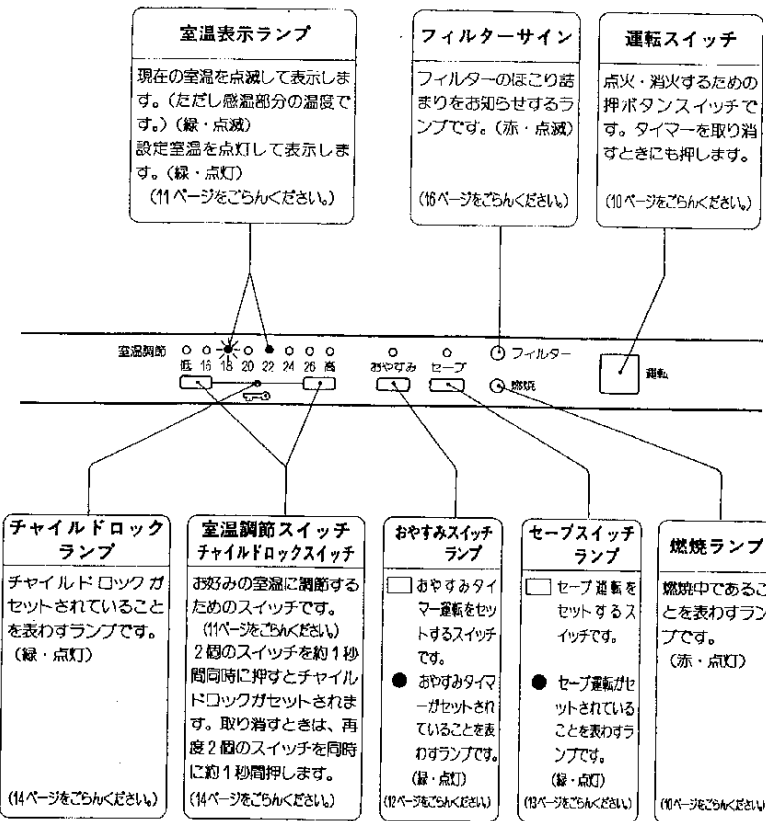 室温表示ランプ
現在の室温を点滅して表示しま
す。(ただし感温部分の温度で
す。)(緑・点滅)
設定室温を点灯して表示しま
す。(緑・点灯)
(11ページをごらんください。)
フィルターサイン
フィルターのほこり詰
まりをお知らせするラ
ンプです。(赤・点滅)
(16ページをごらんください。)
運転スイッチ
点火・消火するための
押ボタンスイッチで
す。タイマーを取り消
すときにも押します。
(10ページをごらんください。)
室温調節
低 16 18 20 22 24 26 高
おやすみ
セーブ
フィルター
燃焼
運転
チャイルドロック
ランプ
チャイルドロックが
セットされていること
を表わすランプです。
(緑・点灯)
(14ページをごらんください。)
室温調節スイッチ
チャイルドロックスイッチ
お好みの室温に調節する
ためのスイッチです。
(11ページをごらんください。)
2個のスイッチを約1秒
間同時に押すとチャイル
ドロックがセットされま
す。取り消すときは、再
度2個のスイッチを同時
に約1秒間押します。
(14ページをごらんください。)
おやすみスイッチ
ランプ
おやすみタイ
マー運転をセッ
トするスイッチ
です。
おやすみタイマ
ーがセットされ
ていることを表
わすランプです。
(緑・点灯)
(12ページをごらんください。)
セーブスイッチ
ランプ
セーブ運転を
セットするス
イッチです。
セーブ運転がセ
ットされている
ことを表わすラ
ンプです。
(緑・点灯)
(13ページをごらんください。)
燃焼ランプ
燃焼中であるこ
とを表わすラン
プです。
(赤・点灯)
(10ページをごらんください。)